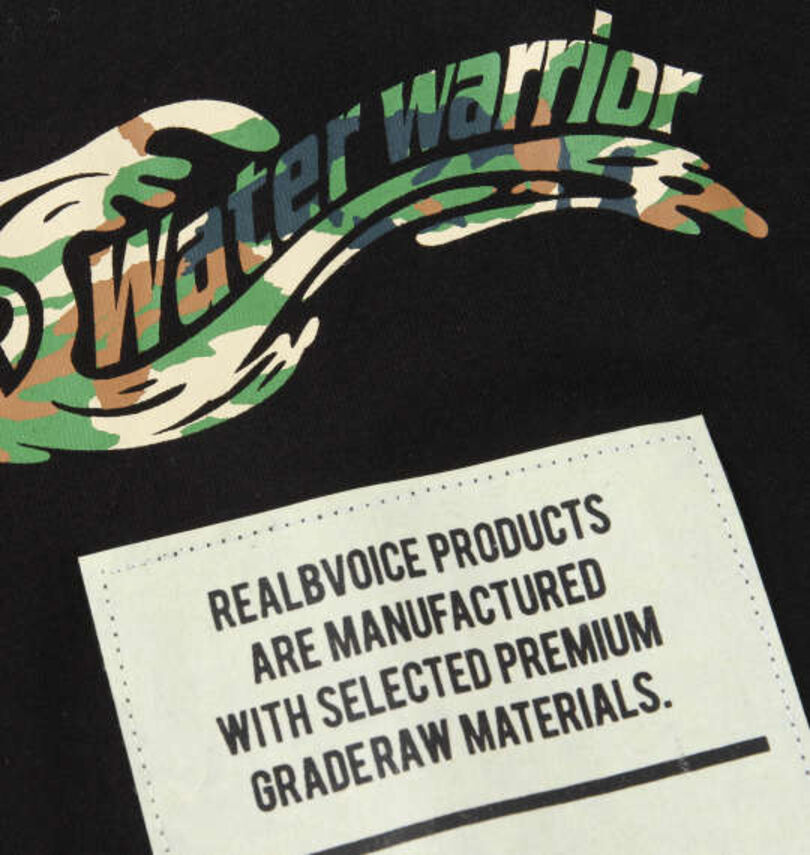 Water warrior
REALBVOICE PRODUCTS
ARE MANUFACTURED
WITH SELECTED PREMIUM
GRADERAW MATERIALS.